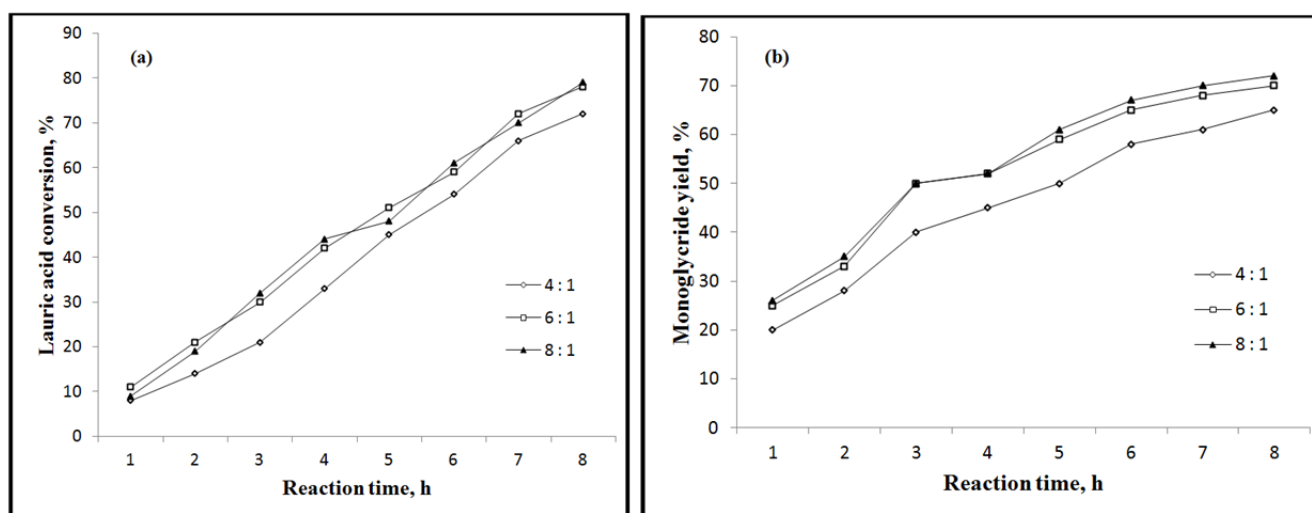 (a)
Lauric acid conversion, %
90
80
70
60
50
40
30
20
10
0
1 2 3 4 5 6 7 8
Reaction time, h
4 : 1
6 : 1
8 : 1
(b)
Monoglycride yield, %
80
70
60
50
40
30
20
10
0
1 2 3 4 5 6 7 8
Reaction time, h
4 : 1
6 : 1
8 : 1